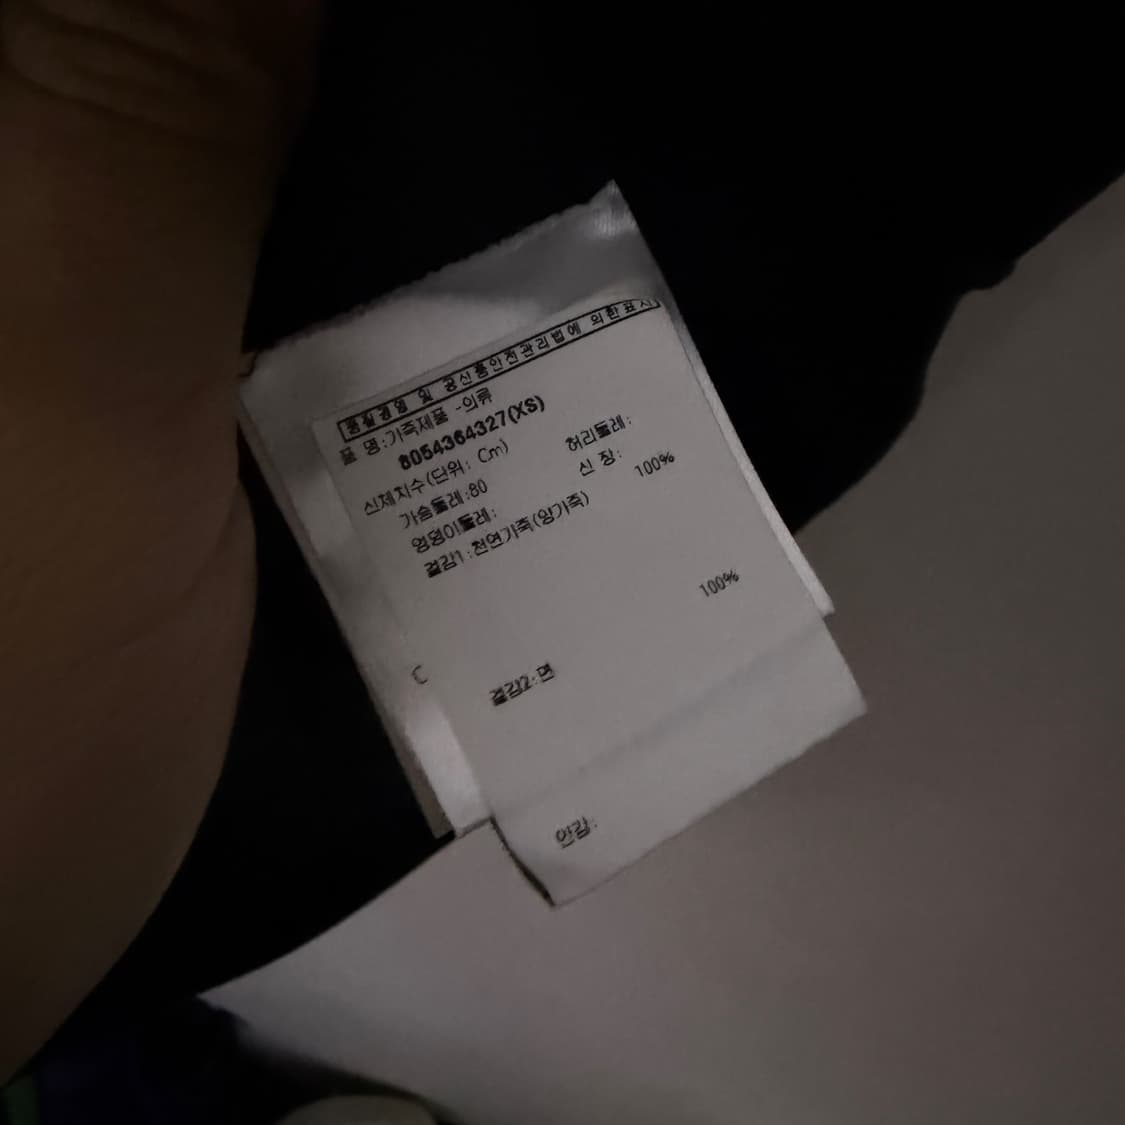 품질경영 및 공산품안전관리법에 의한표시
품 명:가죽제품 -의류
8054364327(XS)
신체치수(단위: Cm)
가슴둘레:80 허리둘레:
엉덩이둘레: 신 장:
겉감1:천연가죽(양가죽) 100%
겉감2:면 100%
안감:
C